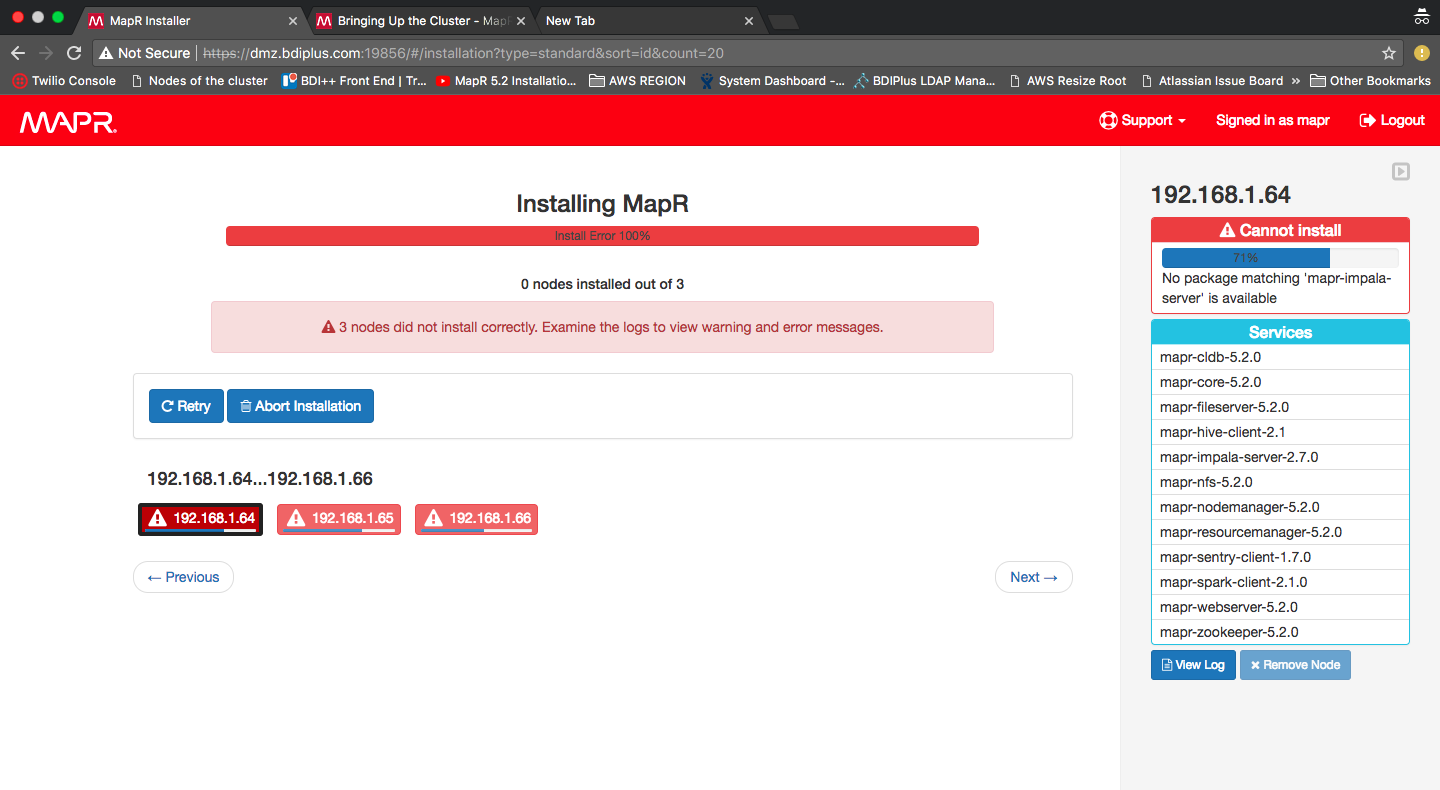 MapR Installer
Bringing Up the Cluster - MapR
New Tab
Not Secure https://dmz.bdiplus.com:19856/#/installation?type=standard&sort=id&count=20
Twilio Console Nodes of the cluster BDI++ Front End | Tr... MapR 5.2 Installatio... AWS REGION System Dashboard -... BDIPlus LDAP Mana... AWS Resize Root Atlassian Issue Board » Other Bookmarks
MAPR
Support Signed in as mapr Logout
Installing MapR
Install Error 100%
0 nodes installed out of 3
3 nodes did not install correctly. Examine the logs to view warning and error messages.
Retry Abort Installation
192.168.1.64...192.168.1.66
192.168.1.64 192.168.1.65 192.168.1.66
← Previous Next →
192.168.1.64
Cannot install
71%
No package matching 'mapr-impala-
server' is available
Services
mapr-cldb-5.2.0
mapr-core-5.2.0
mapr-fileserver-5.2.0
mapr-hive-client-2.1
mapr-impala-server-2.7.0
mapr-nfs-5.2.0
mapr-nodemanager-5.2.0
mapr-resourcemanager-5.2.0
mapr-sentry-client-1.7.0
mapr-spark-client-2.1.0
mapr-webserver-5.2.0
mapr-zookeeper-5.2.0
View Log Remove Node